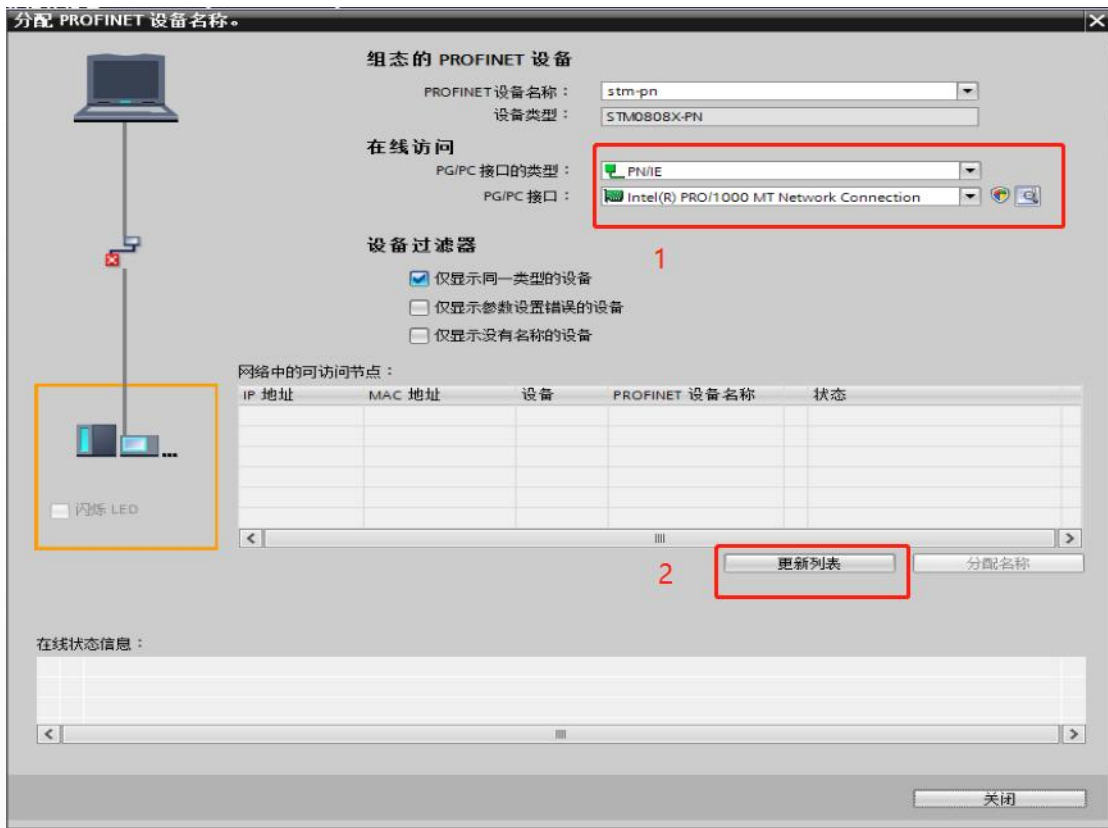 分配 PROFINET 设备名称。
组态的 PROFINET 设备
PROFINET设备名称： stm-pn
设备类型： STM0808X-PN
在线访问
PG/PC 接口的类型： PN/IE
PG/PC 接口： Intel(R) PRO/1000 MT Network Connection
1
设备过滤器
仅显示同一类型的设备
仅显示参数设置错误的设备
仅显示没有名称的设备
网络中的可访问节点：
IP 地址 MAC 地址 设备 PROFINET 设备名称 状态
闪烁 LED
2 更新列表 分配名称
在线状态信息：
关闭